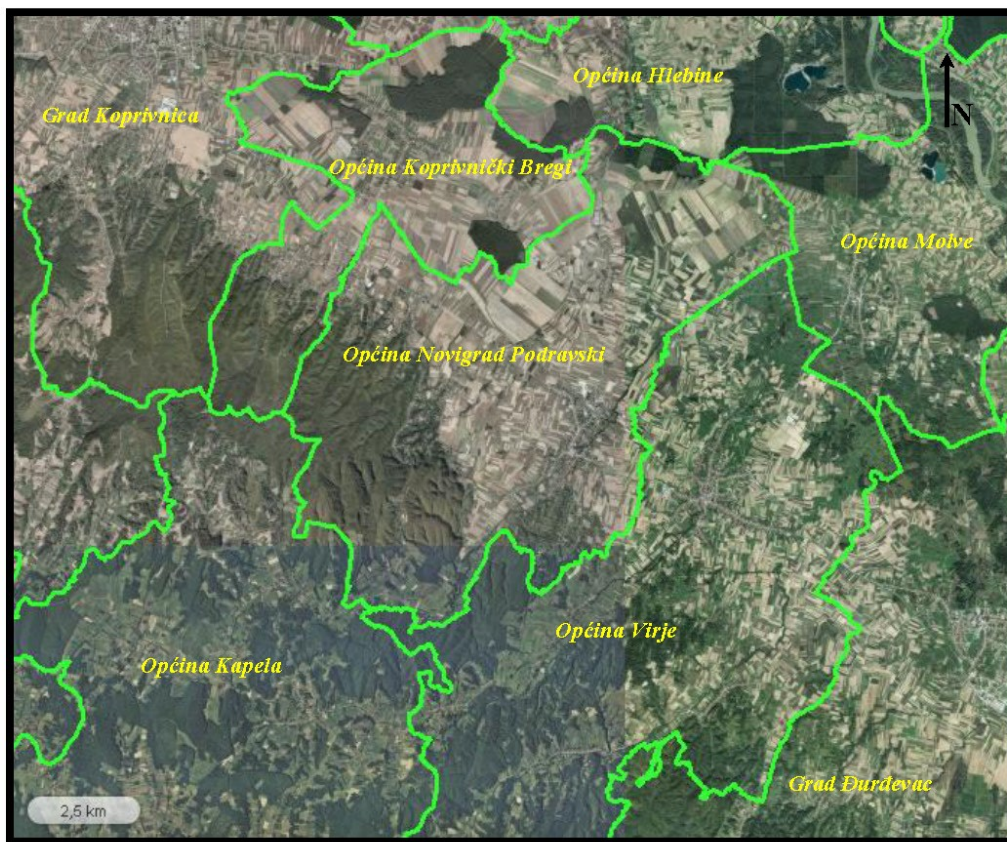 Općina Hlebine
Grad Koprivnica
N
Općina Koprivnički Bregi
Općina Molve
Općina Novigrad Podravski
Općina Virje
Općina Kapela
Grad Đurđevac
2,5 km